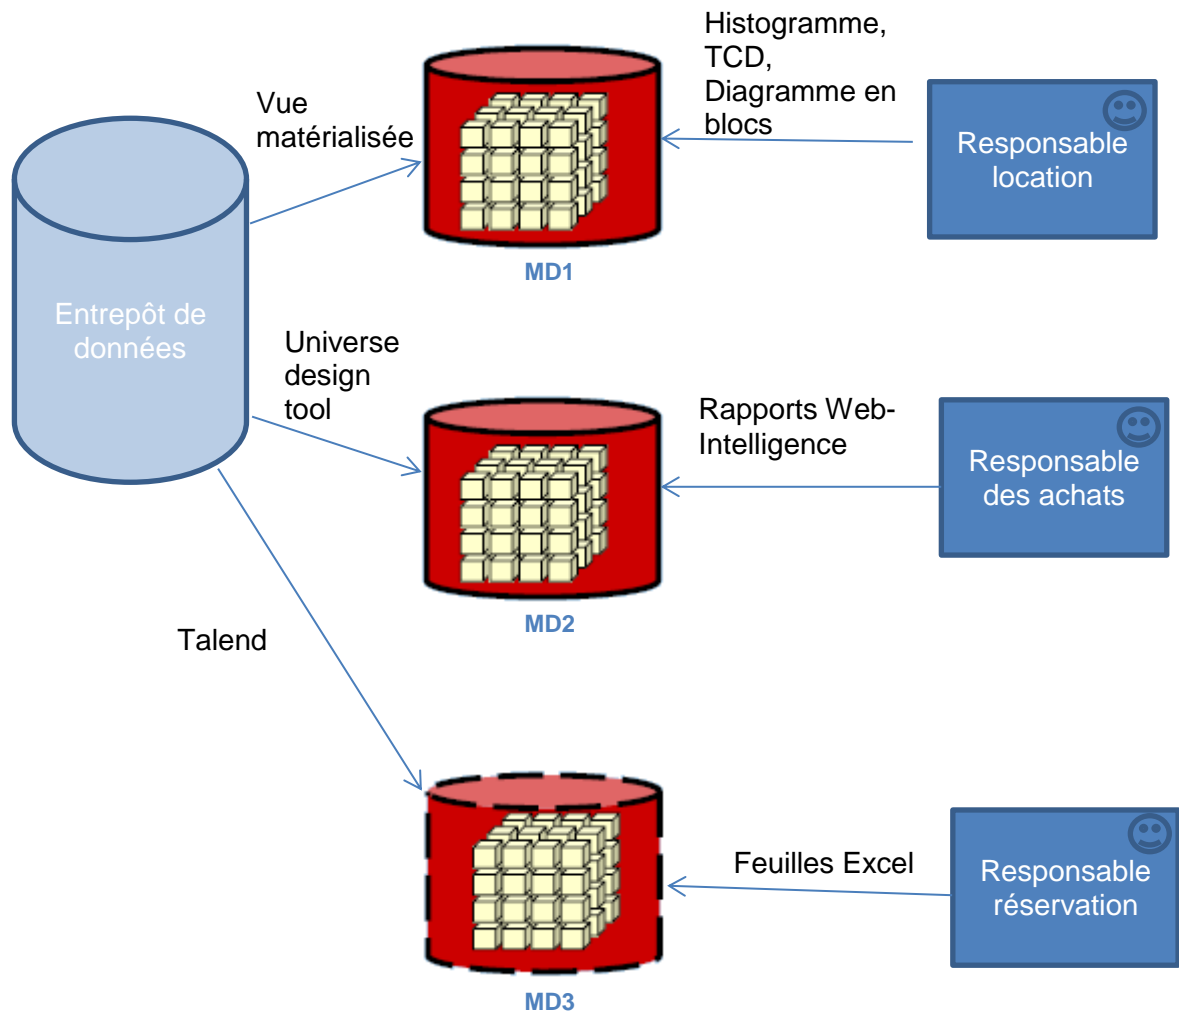 Histogramme,
TCD,
Diagramme en
blocs
Vue
matérialisée
Responsable
location
MD1
Entrepôt de
données
Universe
design
tool
Rapports Web-
Intelligence
Responsable
des achats
MD2
Talend
Feuilles Excel
Responsable
réservation
MD3